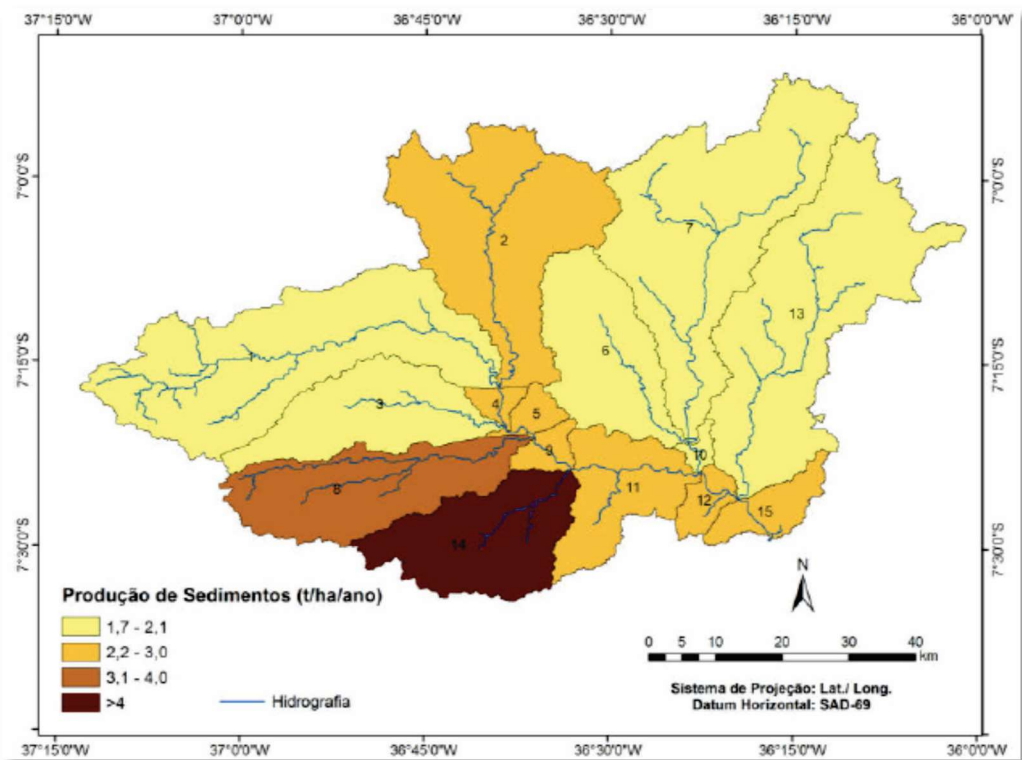 37°15'0"W 37°0'0"W 36°45'0"W 36°30'0"W 36°15'0"W 36°0'0"W
7°0'0"S 7°0'0"S
2
7
13
6
1
7°15'0"S 7°15'0"S
3
4
5
9
10
8
11
12
15
14
7°30'0"S 7°30'0"S
N
Produção de Sedimentos (t/ha/ano)
1,7 - 2,1
2,2 - 3,0
3,1 - 4,0
>4
Hidrografia
0 5 10 20 30 40
km
Sistema de Projeção: Lat./ Long.
Datum Horizontal: SAD-69
37°15'0"W 37°0'0"W 36°45'0"W 36°30'0"W 36°15'0"W 36°0'0"W